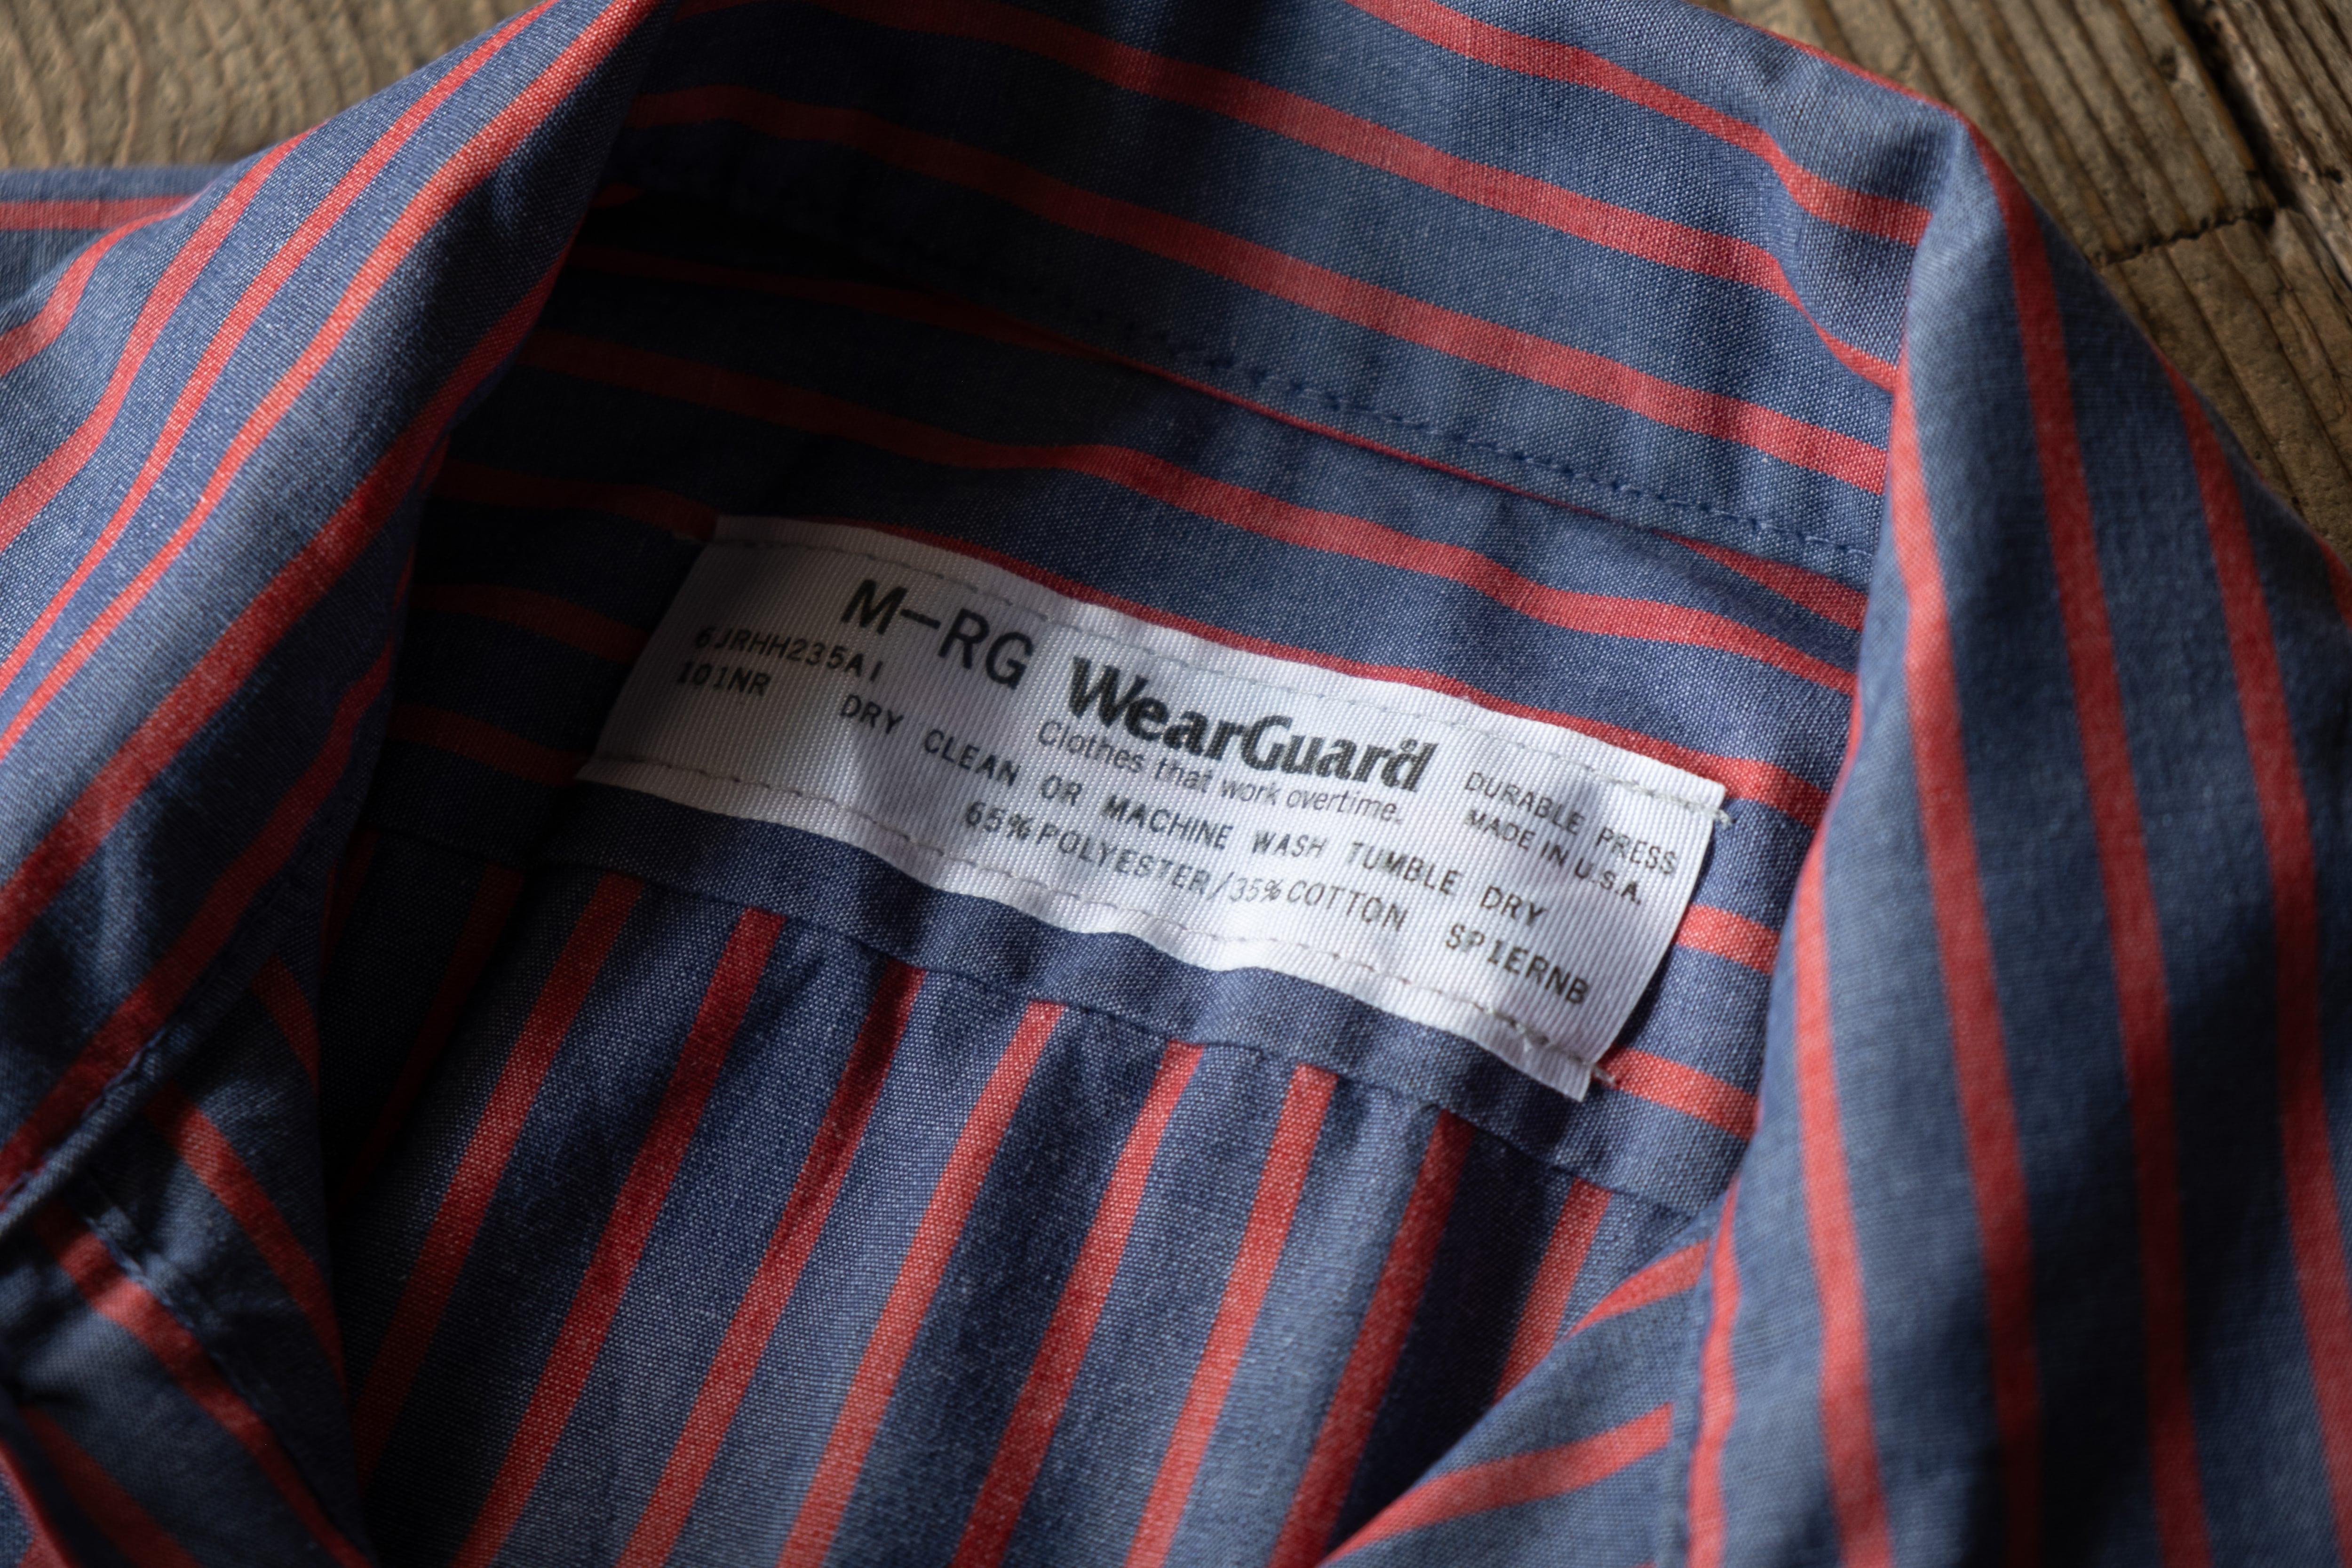 M-RG
6JRHH235A1
101NR
WearGuard
Clothes that work overtime.
DURABLE PRESS
MADE IN U.S.A.
DRY CLEAN OR MACHINE WASH TUMBLE DRY
65% POLYESTER/35% COTTON SP1ERNB